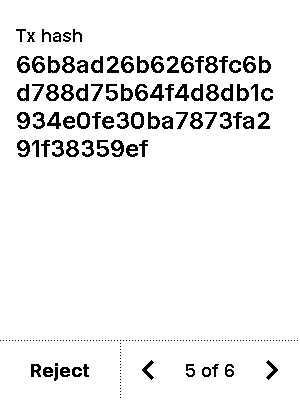 Tx hash
66b8ad26b626f8fc6b
d788d75b64f4d8db1c
934e0fe30ba7873fa2
91f38359ef
Reject
5 of 6